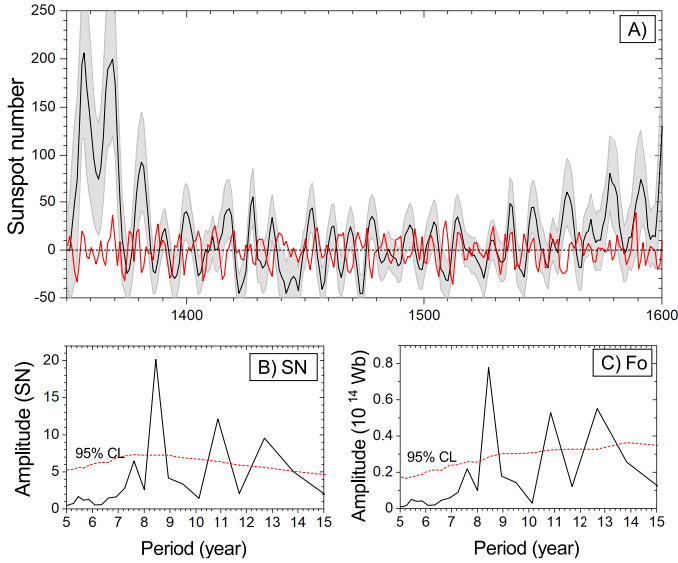 250
200
150
100
50
0
-50
Sunspot number
A)
1400
1500
1600
20
15
10
5
0
Amplitude (SN)
B) SN
95% CL
5 6 7 8 9 10 11 12 13 14 15
Period (year)
0.8
0.6
0.4
0.2
0
Amplitude (10 ¹⁴ Wb)
C) Fo
95% CL
5 6 7 8 9 10 11 12 13 14 15
Period (year)